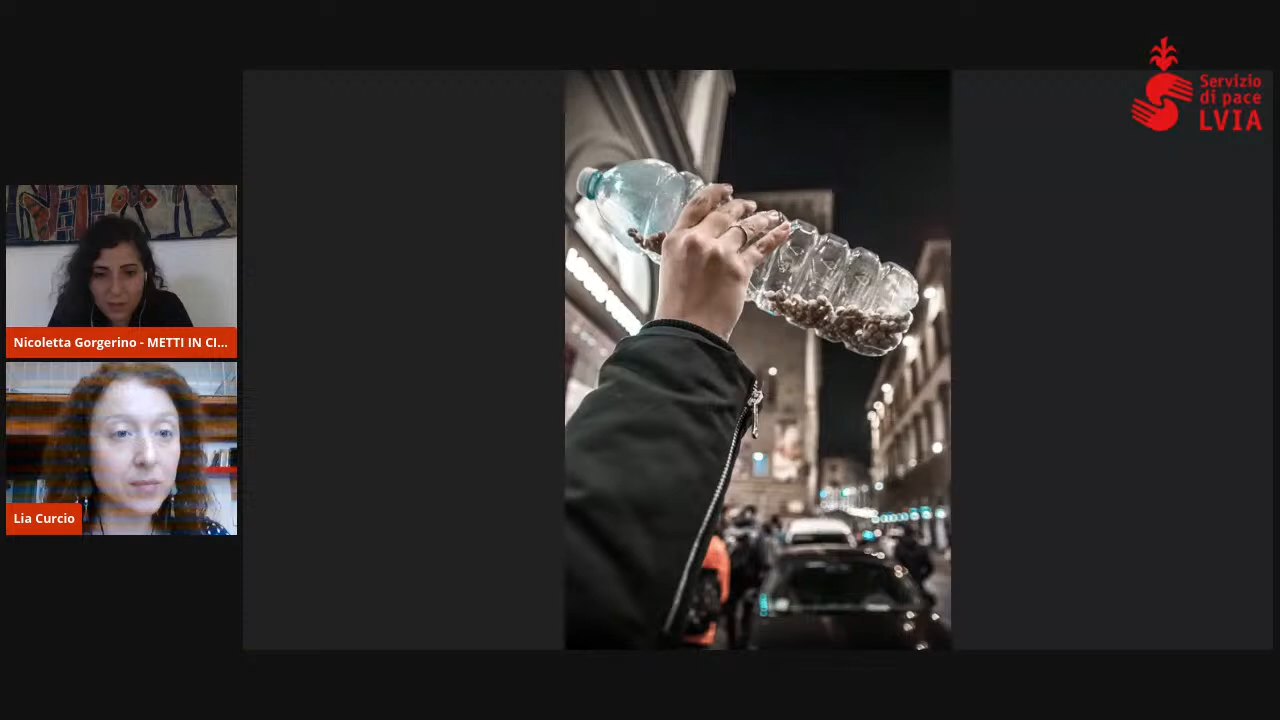 Servizio
di pace
LVIA
Nicoletta Gorgerino - METTI IN CI...
Lia Curcio